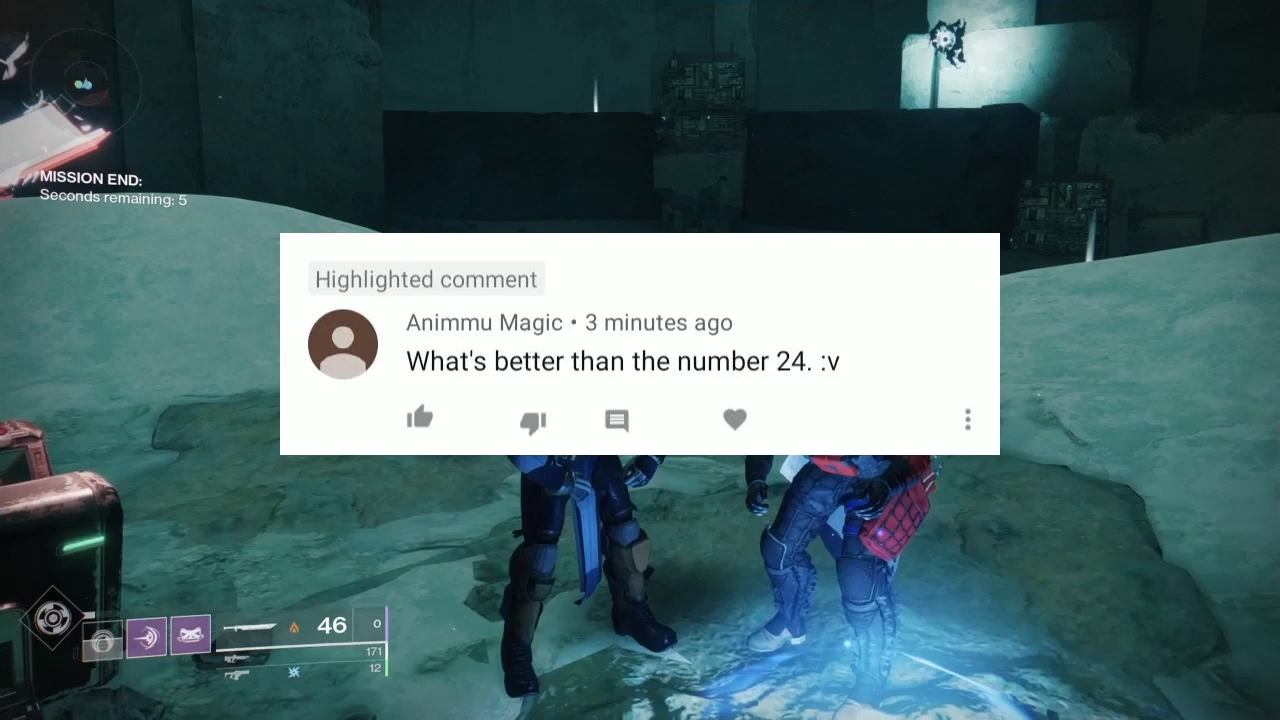 MISSION END:
Seconds remaining: 5
Highlighted comment
Animmu Magic • 3 minutes ago
What's better than the number 24. :v
46
0
171
12